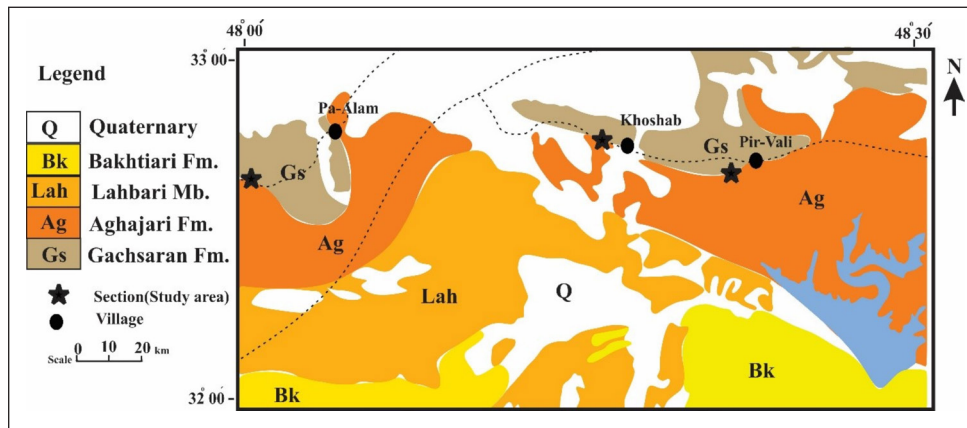 48 00'
48 30'
33° 00'
32° 00'
N
Legend
Q Quaternary
Bk Bakhtiari Fm.
Lah Lahbari Mb.
Ag Aghajari Fm.
Gs Gachsaran Fm.
Section(Study area)
Village
Scale 0 10 20 km
Pa-Alam
Khoshab
Pir-Vali
Gs
Gs
Ag
Ag
Lah
Q
Bk
Bk